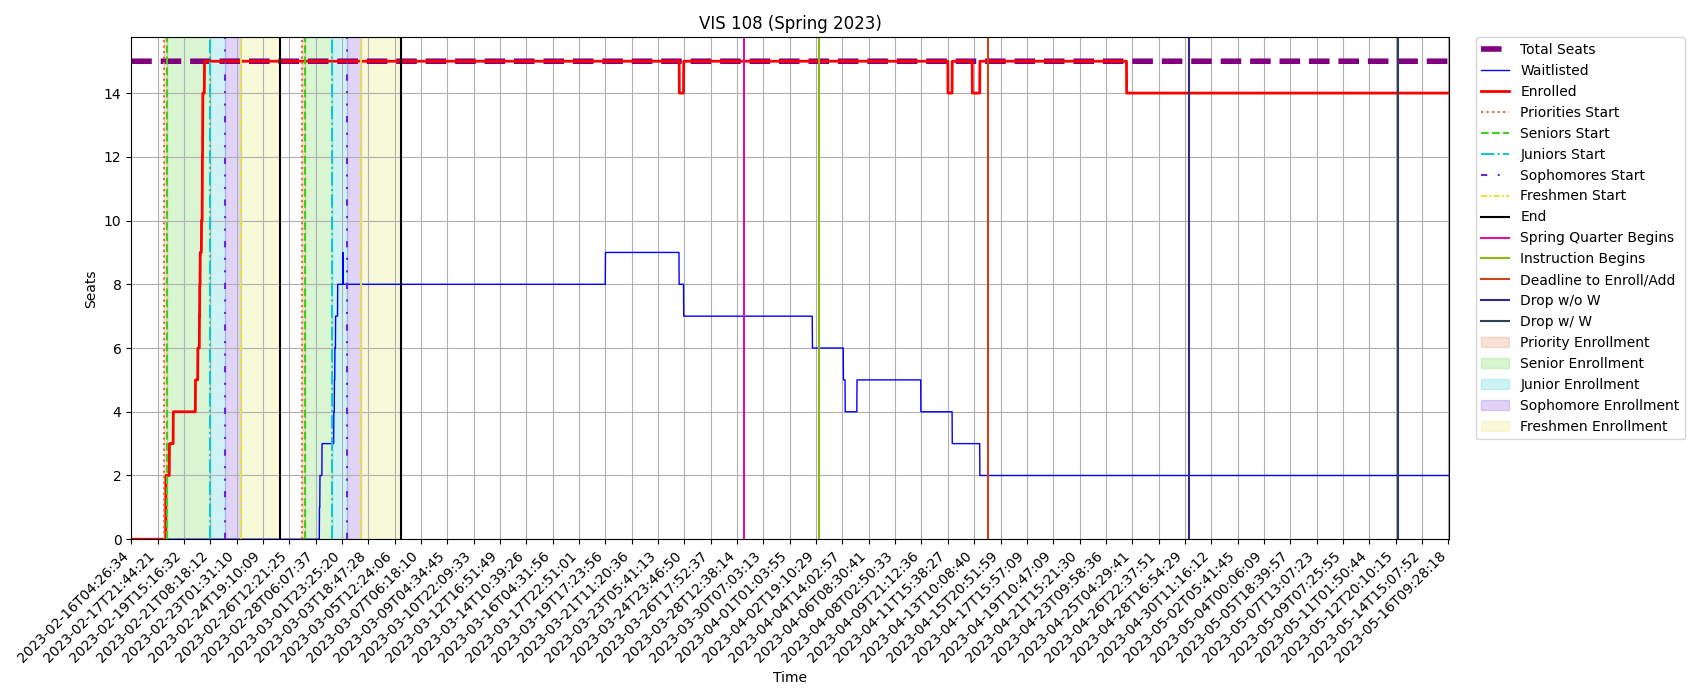 VIS 108 (Spring 2023)
Seats
14
12
10
8
6
4
2
0
2023-02-16T04:26:34
2023-02-17T21:44:21
2023-02-19T15:16:32
2023-02-21T08:18:12
2023-02-23T01:31:10
2023-02-24T19:10:09
2023-02-26T12:21:25
2023-02-28T06:07:37
2023-03-01T23:25:20
2023-03-03T18:47:28
2023-03-05T12:24:06
2023-03-07T06:18:10
2023-03-09T04:34:45
2023-03-10T22:09:33
2023-03-12T16:51:49
2023-03-14T10:39:26
2023-03-16T04:31:56
2023-03-17T22:51:01
2023-03-19T17:23:56
2023-03-21T11:20:36
2023-03-23T05:41:13
2023-03-24T23:46:50
2023-03-26T17:52:37
2023-03-28T12:38:14
2023-03-30T07:03:13
2023-04-01T01:03:55
2023-04-02T19:10:29
2023-04-04T14:02:57
2023-04-06T08:30:41
2023-04-08T02:50:33
2023-04-09T21:12:36
2023-04-11T15:38:27
2023-04-13T10:08:40
2023-04-15T20:51:59
2023-04-17T15:57:09
2023-04-19T10:47:09
2023-04-21T15:21:30
2023-04-23T09:58:36
2023-04-25T04:29:41
2023-04-26T22:37:51
2023-04-28T16:54:29
2023-04-30T11:16:12
2023-05-02T05:41:45
2023-05-04T00:06:09
2023-05-05T18:39:57
2023-05-07T13:07:23
2023-05-09T07:25:55
2023-05-11T01:50:44
2023-05-12T20:10:15
2023-05-14T15:07:52
2023-05-16T09:28:18
Time
Total Seats
Waitlisted
Enrolled
Priorities Start
Seniors Start
Juniors Start
Sophomores Start
Freshmen Start
End
Spring Quarter Begins
Instruction Begins
Deadline to Enroll/Add
Drop w/o W
Drop w/ W
Priority Enrollment
Senior Enrollment
Junior Enrollment
Sophomore Enrollment
Freshmen Enrollment